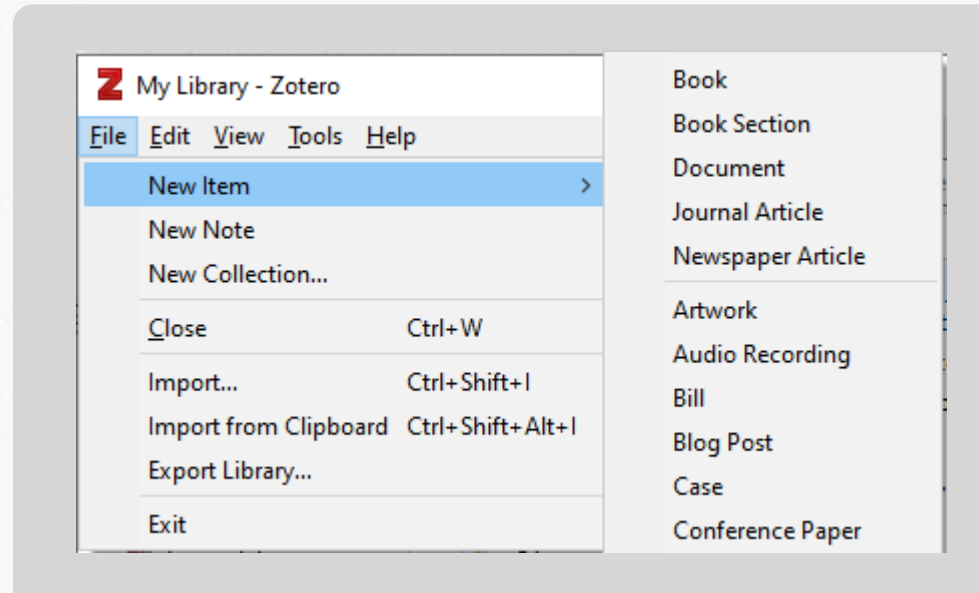 My Library - Zotero
File Edit View Tools Help
New Item
New Note
New Collection...
Close Ctrl+W
Import... Ctrl+Shift+I
Import from Clipboard Ctrl+Shift+Alt+I
Export Library...
Exit
Book
Book Section
Document
Journal Article
Newspaper Article
Artwork
Audio Recording
Bill
Blog Post
Case
Conference Paper